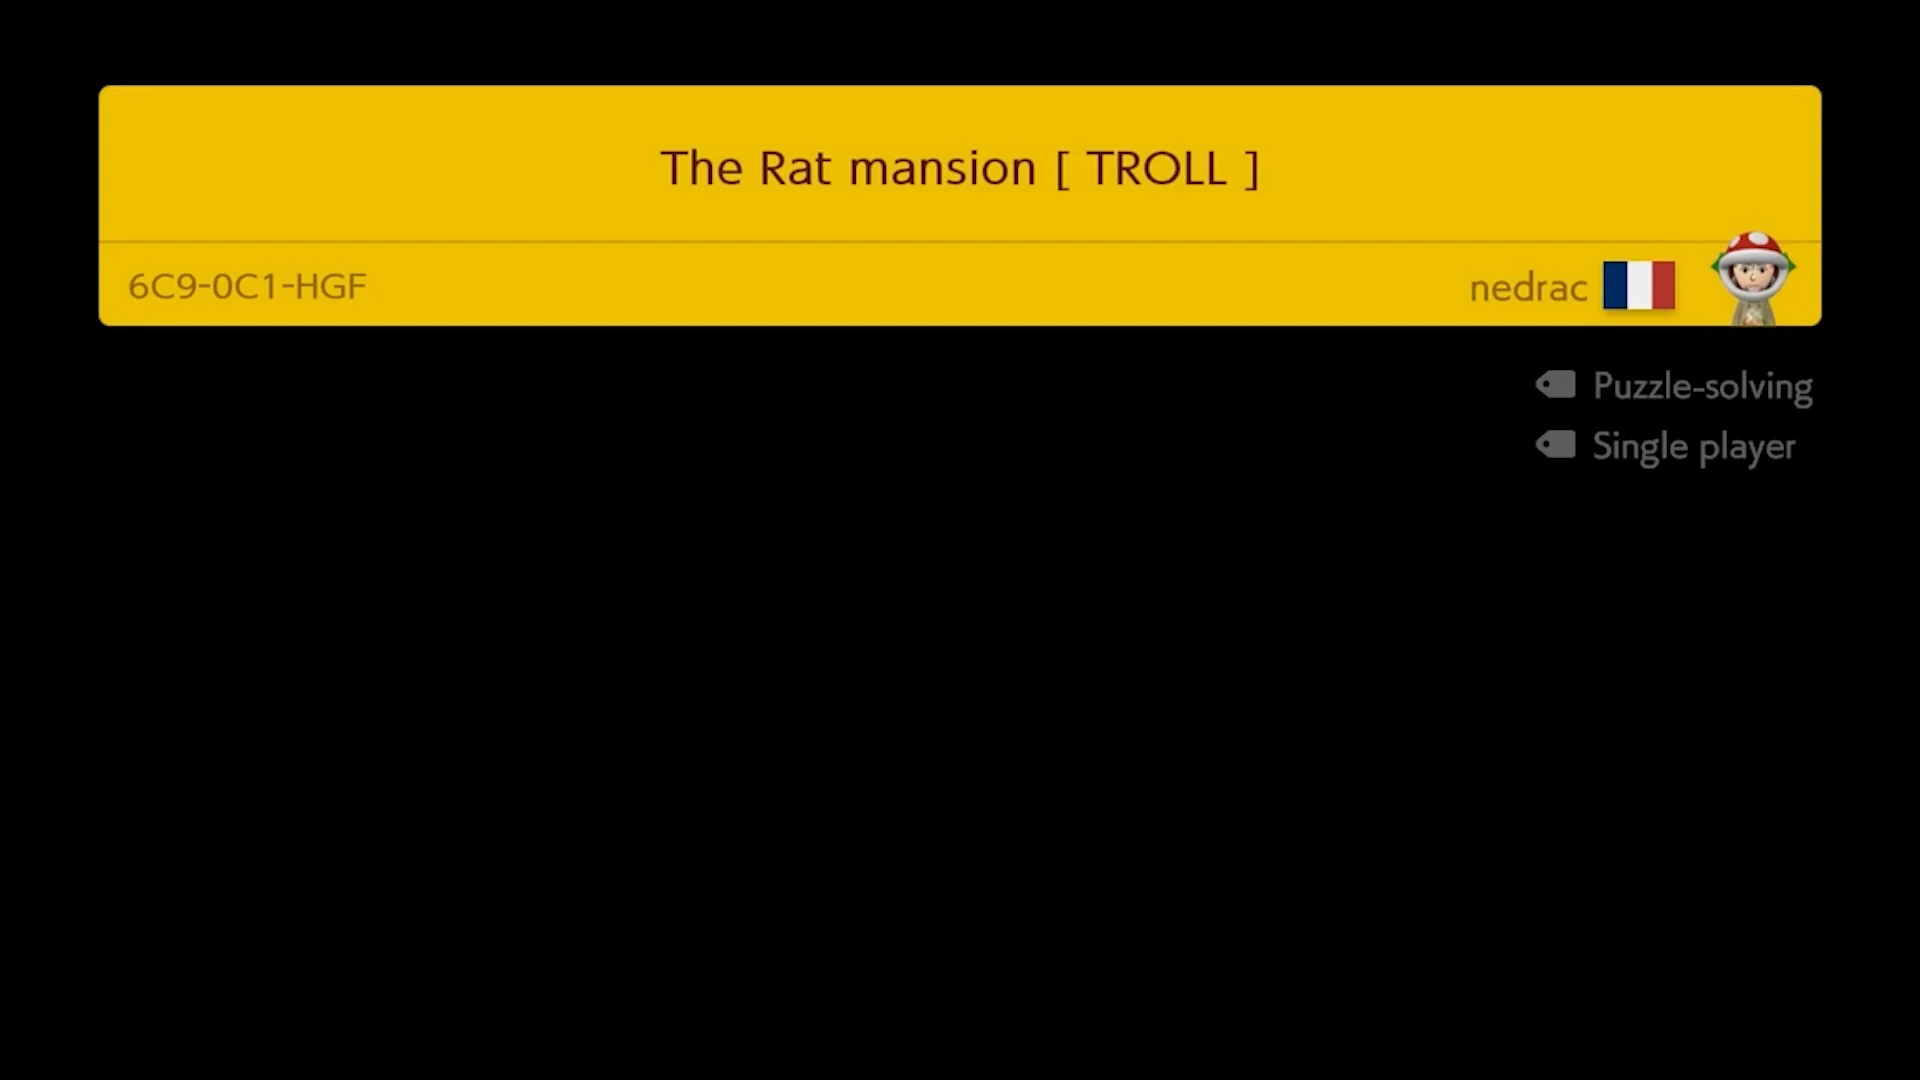 The Rat mansion [ TROLL ]
6C9-0C1-HGF
nedrac
Puzzle-solving
Single player